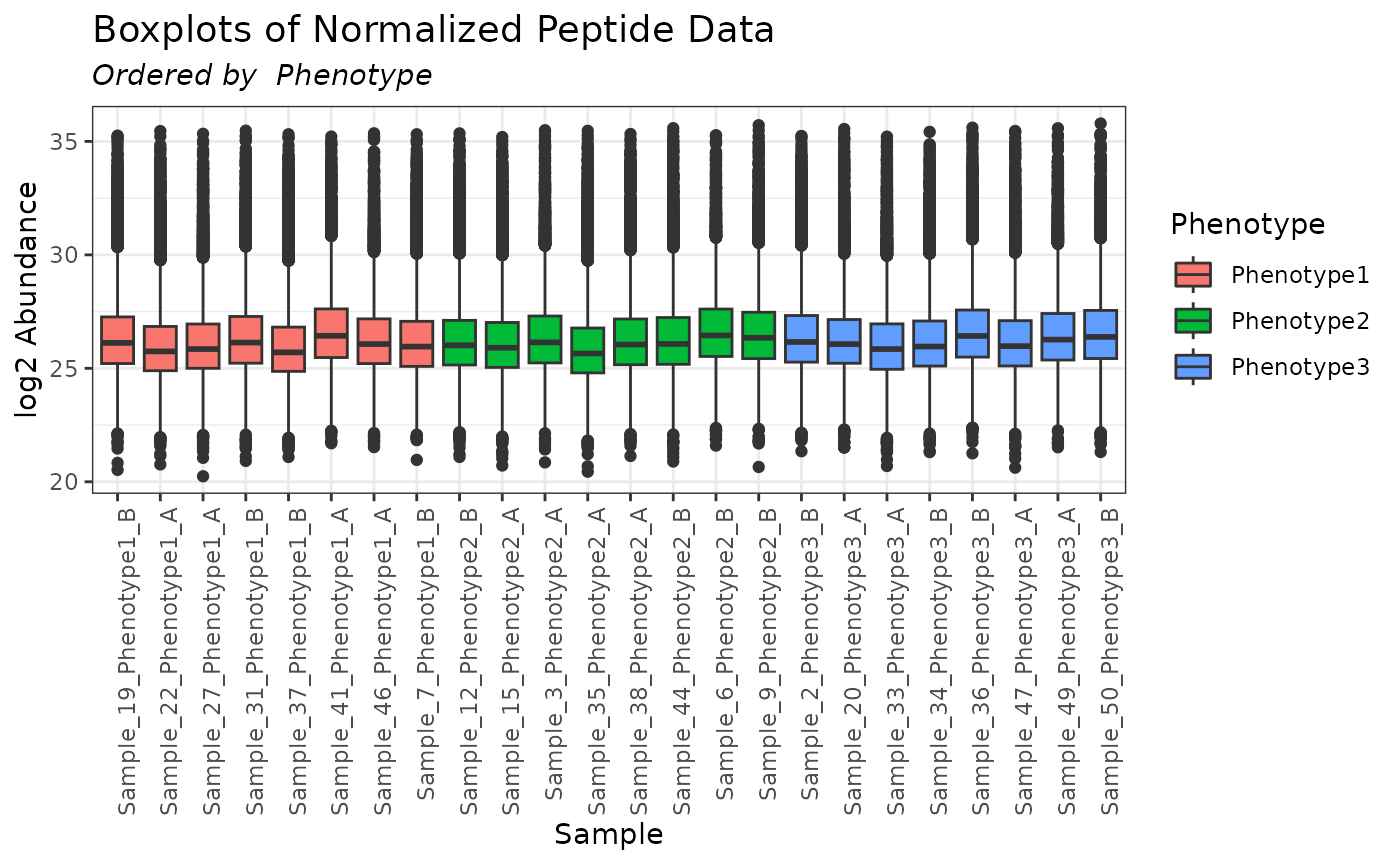 Boxplots of Normalized Peptide Data
Ordered by  Phenotype
35
30
25
20
log2 Abundance
Sample_19_Phenotype1_B
Sample_22_Phenotype1_A
Sample_27_Phenotype1_A
Sample_31_Phenotype1_B
Sample_37_Phenotype1_B
Sample_41_Phenotype1_A
Sample_46_Phenotype1_A
Sample_7_Phenotype1_B
Sample_12_Phenotype2_B
Sample_15_Phenotype2_A
Sample_3_Phenotype2_A
Sample_35_Phenotype2_A
Sample_38_Phenotype2_A
Sample_44_Phenotype2_B
Sample_6_Phenotype2_B
Sample_9_Phenotype2_B
Sample_2_Phenotype3_B
Sample_20_Phenotype3_A
Sample_33_Phenotype3_A
Sample_34_Phenotype3_B
Sample_36_Phenotype3_B
Sample_47_Phenotype3_A
Sample_49_Phenotype3_A
Sample_50_Phenotype3_B
Sample
Phenotype
Phenotype1
Phenotype2
Phenotype3